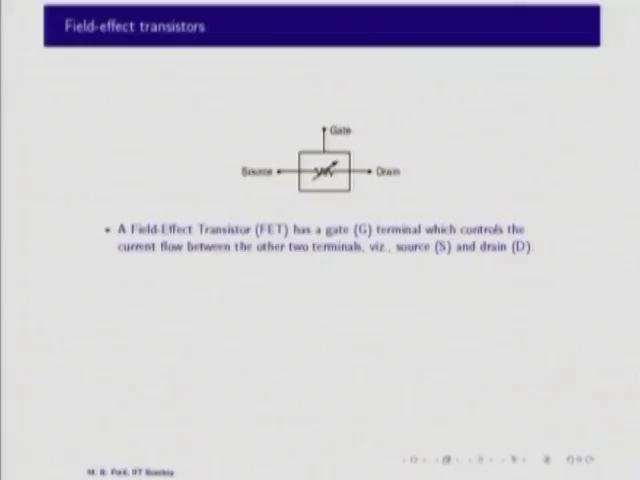 Field-effect transistors
Gate
Source
Drain
• A Field-Effect Transistor (FET) has a gate (G) terminal which controls the
current flow between the other two terminals, viz., source (S) and drain (D).
M. B. Patil, IIT Bombay